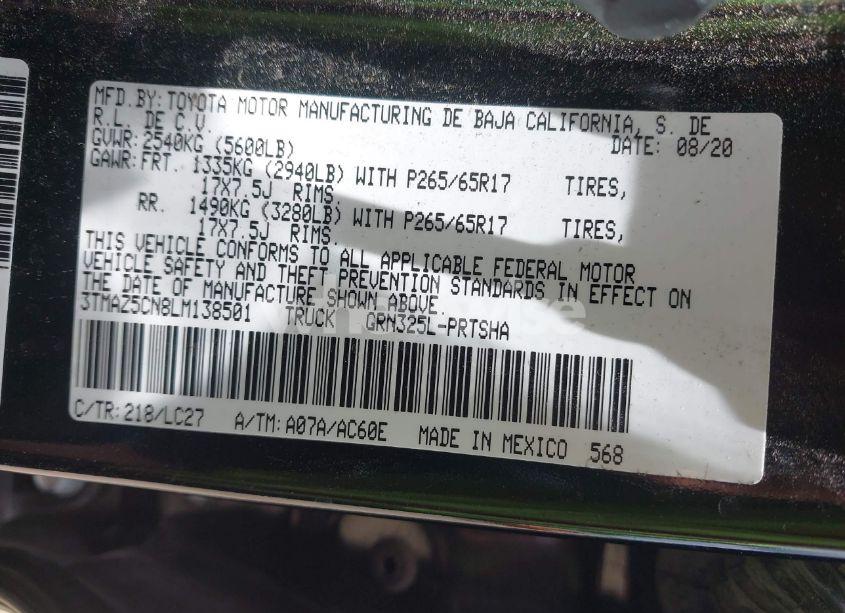 MFD. BY: TOYOTA MOTOR MANUFACTURING DE BAJA CALIFORNIA, S. DE
R.L. DE C.V. DATE: 08/20
GVWR: 2540KG (5600LB)
GAWR: FRT. 1335KG (2940LB) WITH P265/65R17 TIRES,
17X7.5J RIMS.
RR. 1490KG (3280LB) WITH P265/65R17 TIRES,
17X7.5J RIMS.
THIS VEHICLE CONFORMS TO ALL APPLICABLE FEDERAL MOTOR
VEHICLE SAFETY AND THEFT PREVENTION STANDARDS IN EFFECT ON
THE DATE OF MANUFACTURE SHOWN ABOVE.
3TMAZ5CN8LM138501 TRUCK GRN325L-PRTSHA
C/TR: 218/LC27 A/TM: A07A/AC60E MADE IN MEXICO 568